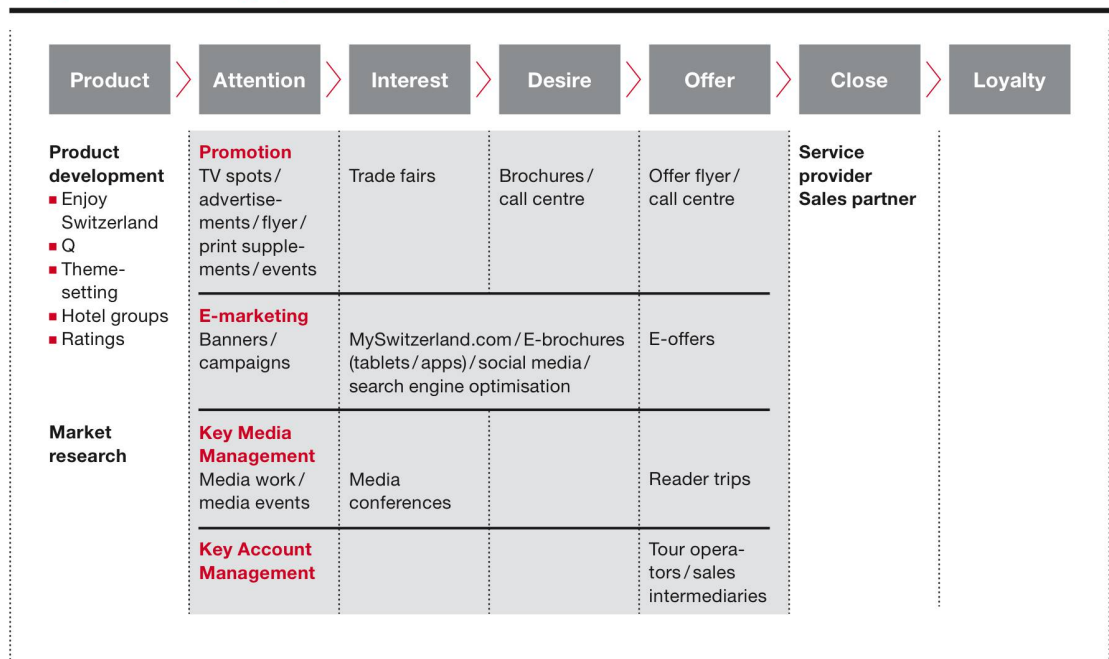 Product
Attention
Interest
Desire
Offer
Close
Loyalty
Product
development
Enjoy
Switzerland
Q
Theme-
setting
Hotel groups
Ratings
Market
research
Promotion
TV spots /
advertise-
ments / flyer /
print supple-
ments / events
Trade fairs
Brochures /
call centre
Offer flyer /
call centre
Service
provider
Sales partner
E-marketing
Banners /
campaigns
MySwitzerland.com / E-brochures
(tablets / apps) / social media /
search engine optimisation
E-offers
Key Media
Management
Media work /
media events
Media
conferences
Reader trips
Key Account
Management
Tour opera-
tors / sales
intermediaries